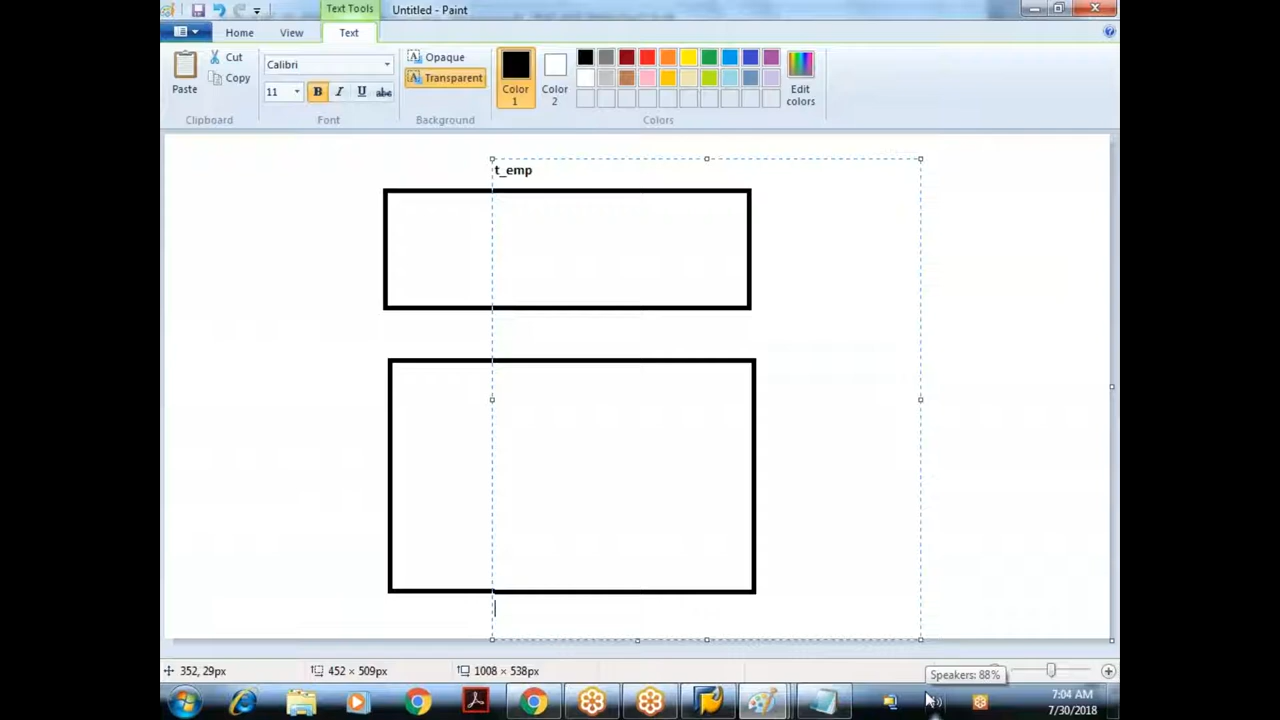 Text Tools
Untitled - Paint
Home
View
Text
Paste
Cut
Copy
Clipboard
Calibri
11
B
I
U
abc
Font
Opaque
Transparent
Background
Color
1
Color
2
Edit
colors
Colors
t_emp
352, 29px
452 × 509px
1008 × 538px
Speakers: 88%
7:04 AM
7/30/2018